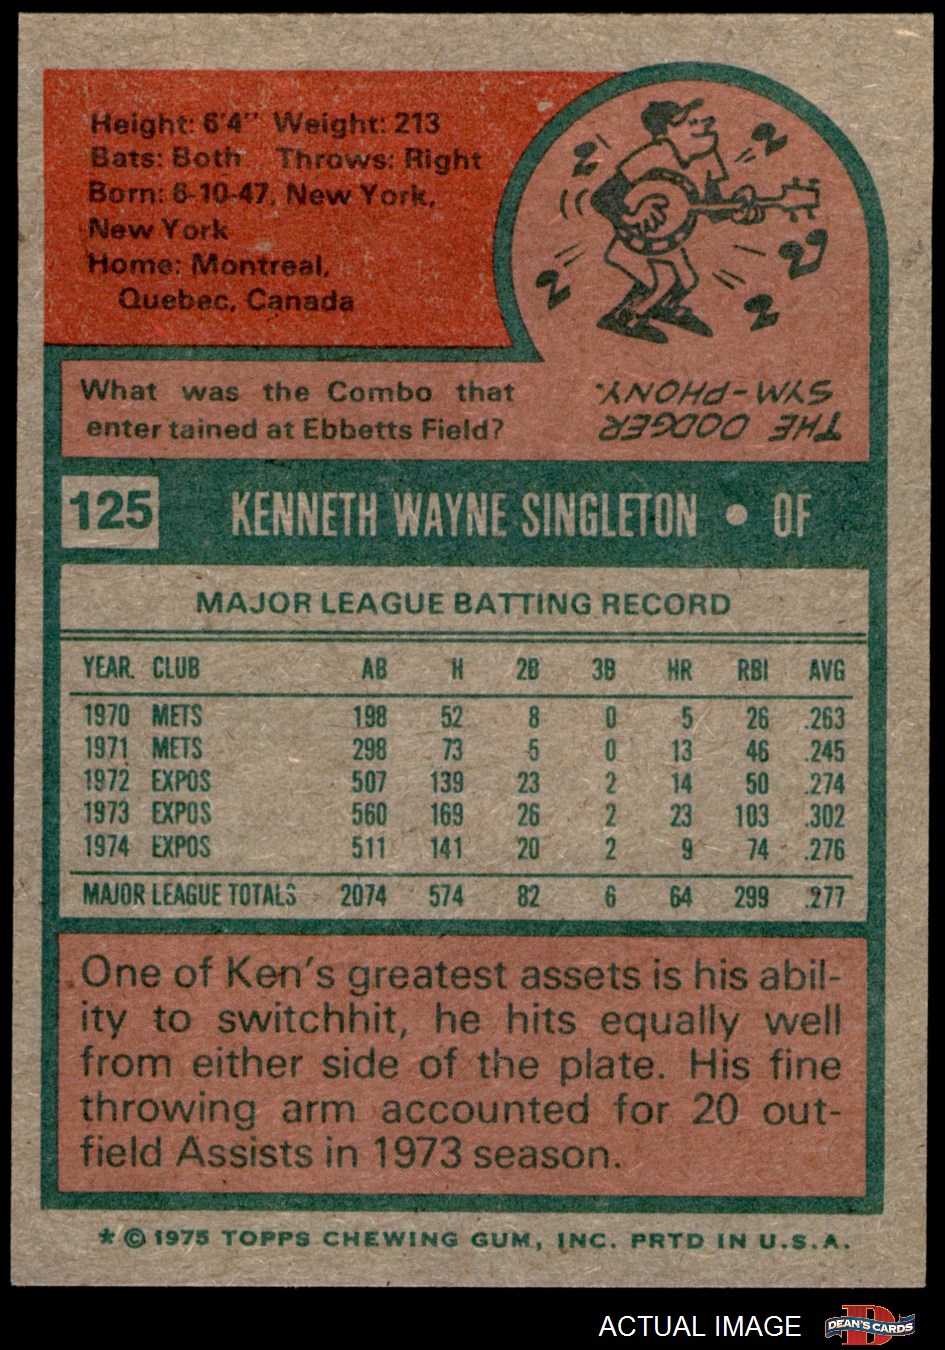 Height: 6'4" Weight: 213
Bats: Both Throws: Right
Born: 6-10-47, New York,
New York
Home: Montreal,
Quebec, Canada
What was the Combo that
entertained at Ebbetts Field?
THE DODGER
SYM-PHONY.
125 KENNETH WAYNE SINGLETON • OF
MAJOR LEAGUE BATTING RECORD
YEAR CLUB AB H 2B 3B HR RBI AVG
1970 METS 198 52 8 0 5 26 .263
1971 METS 298 73 5 0 13 46 .245
1972 EXPOS 507 139 23 2 14 50 .274
1973 EXPOS 560 169 26 2 23 103 .302
1974 EXPOS 511 141 20 2 9 74 .276
MAJOR LEAGUE TOTALS 2074 574 82 6 64 299 .277
One of Ken's greatest assets is his abil-
ity to switchhit, he hits equally well
from either side of the plate. His fine
throwing arm accounted for 20 out-
field Assists in 1973 season.
* © 1975 TOPPS CHEWING GUM, INC. PRTD IN U.S.A.
ACTUAL IMAGE DEAN'S CARDS